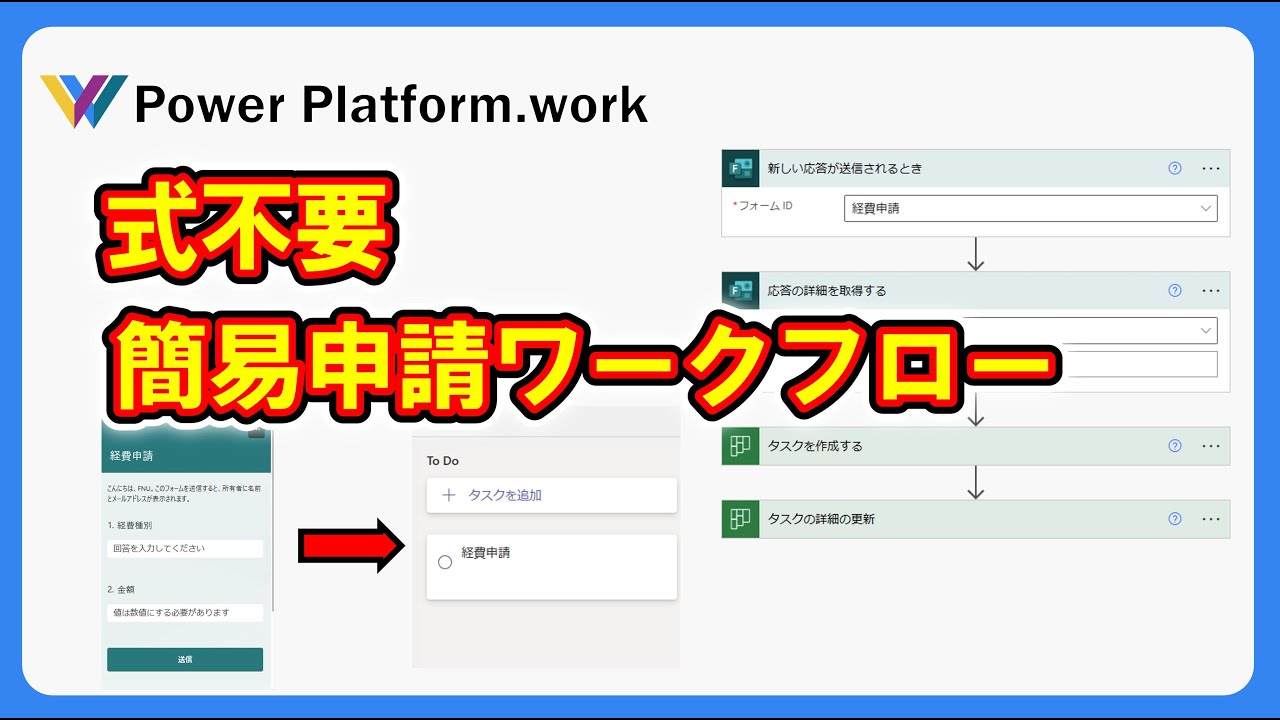 Power Platform.work
式不要
簡易申請ワークフロー
経費申請
こんにちは、FNU。このフォームを送信すると、所有者に名前
とメールアドレスが表示されます。
1. 経費種別
回答を入力してください
2. 金額
値は数値にする必要があります
送信
To Do
+ タスクを追加
経費申請
新しい応答が送信されるとき
*フォーム ID
経費申請
応答の詳細を取得する
タスクを作成する
タスクの詳細の更新